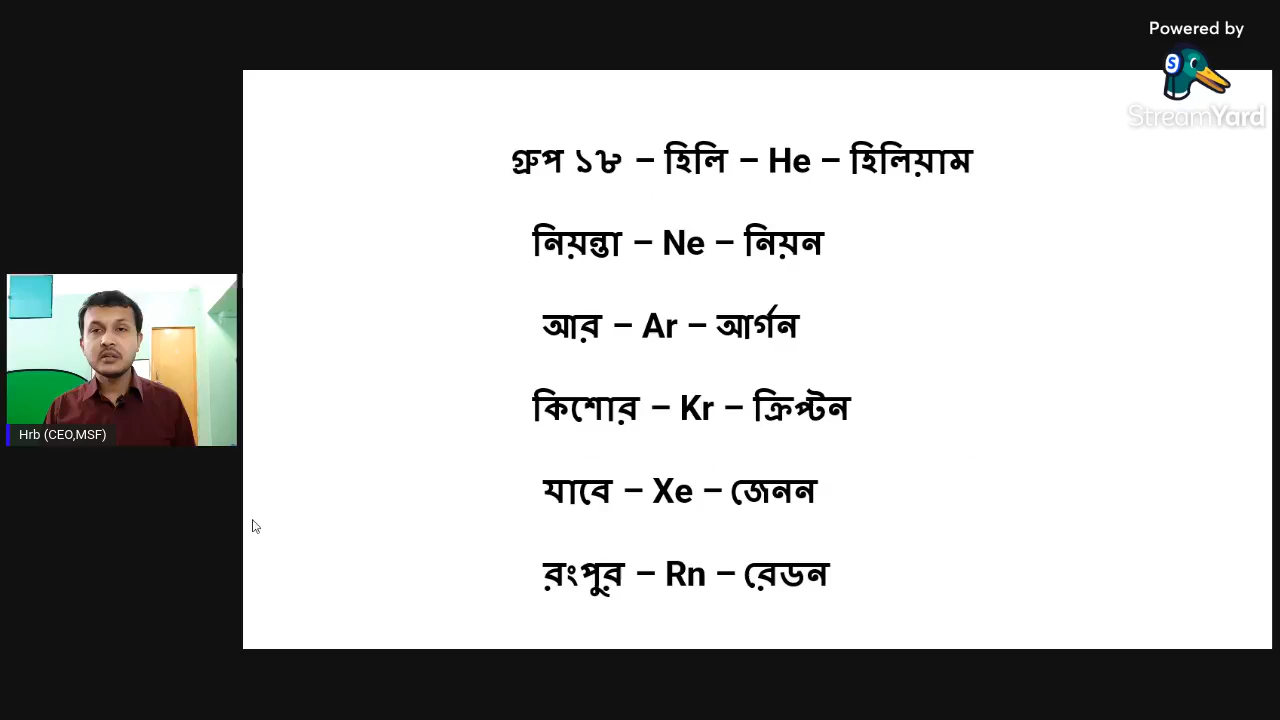 Powered by
StreamYard
গ্রুপ ১৮ – হিলি – He – হিলিয়াম
নিয়ন্তা – Ne – নিয়ন
আর – Ar – আর্গন
কিশোর – Kr – ক্রিপ্টন
যাবে – Xe – জেনন
রংপুর – Rn – রেডন
Hrb (CEO,MSF)